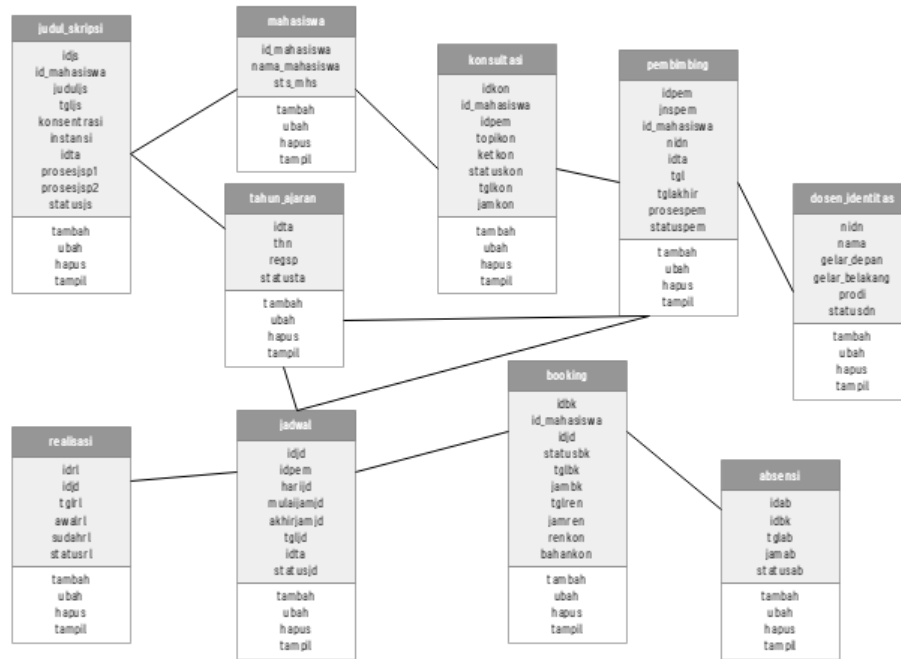 judul_skripsi
idjs
id_mahasiswa
juduljs
tgljs
konsentrasi
instansi
idta
prosesjsp1
prosesjsp2
statusjs
tambah
ubah
hapus
tampil
mahasiswa
id_mahasiswa
nama_mahasiswa
sts_mhs
tambah
ubah
hapus
tampil
konsultasi
idkon
id_mahasiswa
idpem
topikon
ketkon
statuskon
tglkon
jamkon
tambah
ubah
hapus
tampil
pembimbing
idpem
jnspem
id_mahasiswa
nidn
idta
tgl
tglakhir
prosespem
statuspem
tambah
ubah
hapus
tampil
dosen_identitas
nidn
nama
gelar_depan
gelar_belakang
prodi
statusdn
tambah
ubah
hapus
tampil
tahun_ajaran
idta
thn
regsp
statusta
tambah
ubah
hapus
tampil
realisasi
idrl
idjd
tglrl
awalrl
sudahrl
statusrl
tambah
ubah
hapus
tampil
jadwal
idjd
idpem
harijd
mulaijamjd
akhirjamjd
tgljd
idta
statusjd
tambah
ubah
hapus
tampil
booking
idbk
id_mahasiswa
idjd
statusbk
tglbk
jambk
tglren
jamren
renkon
bahankon
tambah
ubah
hapus
tampil
absensi
idab
idbk
tglab
jamab
statusab
tambah
ubah
hapus
tampil